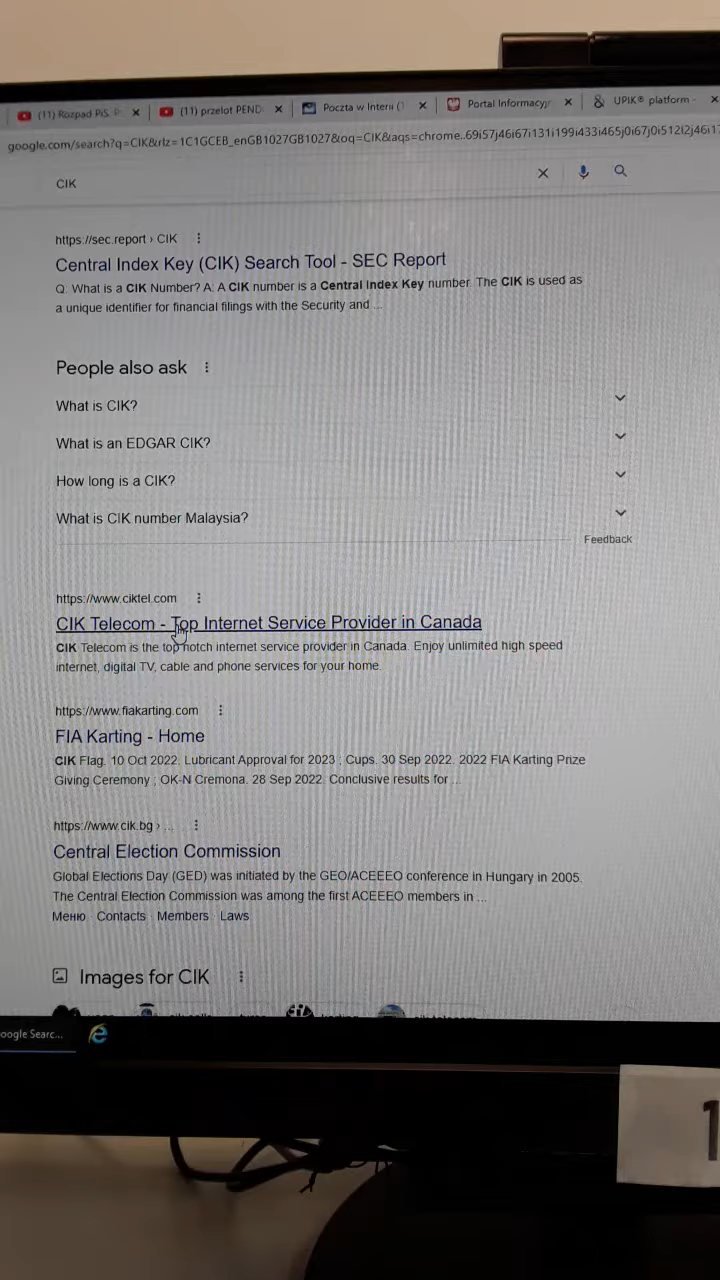 (11) Rozpad PiS. P
(11) przelot PEND
Poczta w Interii (1
Portal Informacyjn
UPIK® platform -
google.com/search?q=CIK&rlz=1C1GCEB_enGB1027GB1027&oq=CIK&aqs=chrome..69i57j46i67i131i199i433i465j0i67j0i512l2j46i17
CIK
https://sec.report › CIK
Central Index Key (CIK) Search Tool - SEC Report
Q. What is a CIK Number? A: A CIK number is a Central Index Key number. The CIK is used as
a unique identifier for financial filings with the Security and ...
People also ask
What is CIK?
What is an EDGAR CIK?
How long is a CIK?
What is CIK number Malaysia?
Feedback
https://www.ciktel.com
CIK Telecom - Top Internet Service Provider in Canada
CIK Telecom is the top notch internet service provider in Canada. Enjoy unlimited high speed
internet, digital TV, cable and phone services for your home.
https://www.fiakarting.com
FIA Karting - Home
CIK Flag. 10 Oct 2022. Lubricant Approval for 2023 ; Cups. 30 Sep 2022. 2022 FIA Karting Prize
Giving Ceremony ; OK-N Cremona. 28 Sep 2022. Conclusive results for ...
https://www.cik.bg › ...
Central Election Commission
Global Elections Day (GED) was initiated by the GEO/ACEEEO conference in Hungary in 2005.
The Central Election Commission was among the first ACEEEO members in ...
Меню · Contacts · Members · Laws
Images for CIK
oogle Searc...
1